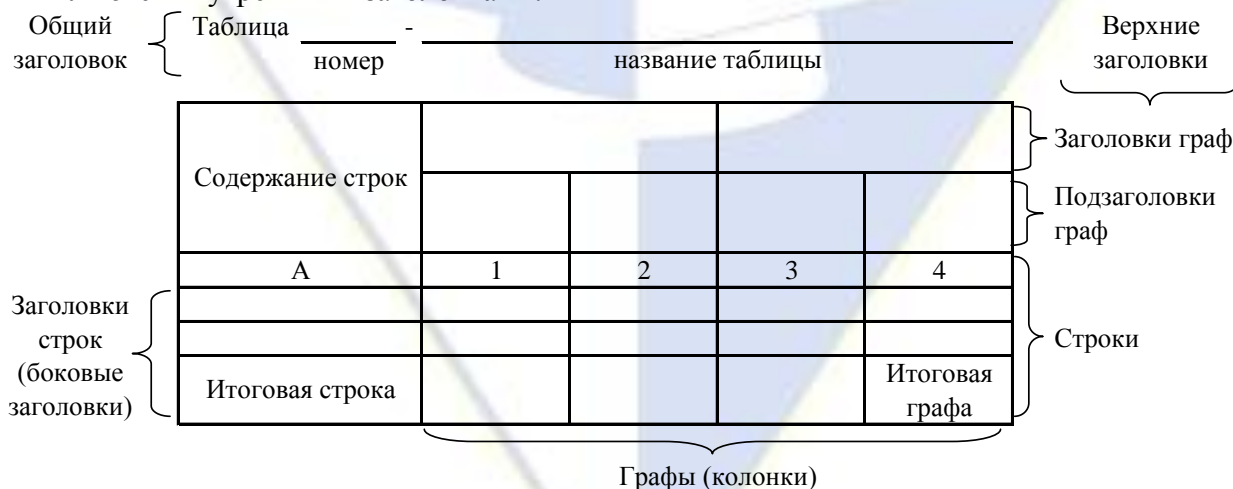 Общий
заголовок
Таблица -
номер
название таблицы
Верхние
заголовки
Содержание строк
Заголовки граф
Подзаголовки
граф
А 1 2 3 4
Заголовки
строк
(боковые
заголовки)
Строки
Итоговая строка
Итоговая
графа
Графы (колонки)